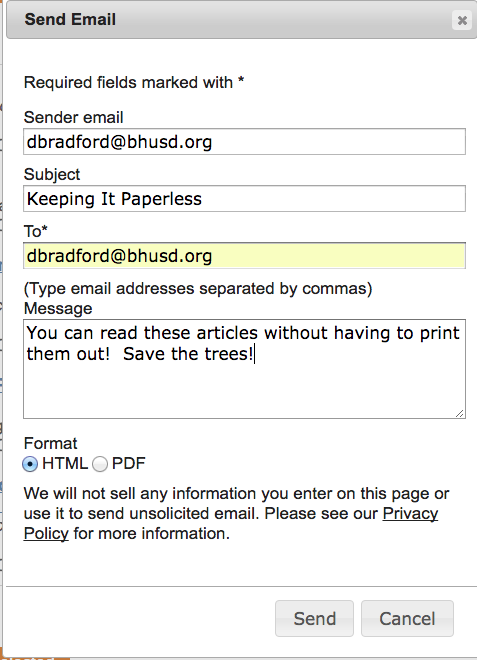 Send Email
Required fields marked with *
Sender email
dbradford@bhusd.org
Subject
Keeping It Paperless
To*
dbradford@bhusd.org
(Type email addresses separated by commas)
Message
You can read these articles without having to print
them out!  Save the trees!
Format
HTML PDF
We will not sell any information you enter on this page or
use it to send unsolicited email. Please see our Privacy
Policy for more information.
Send Cancel